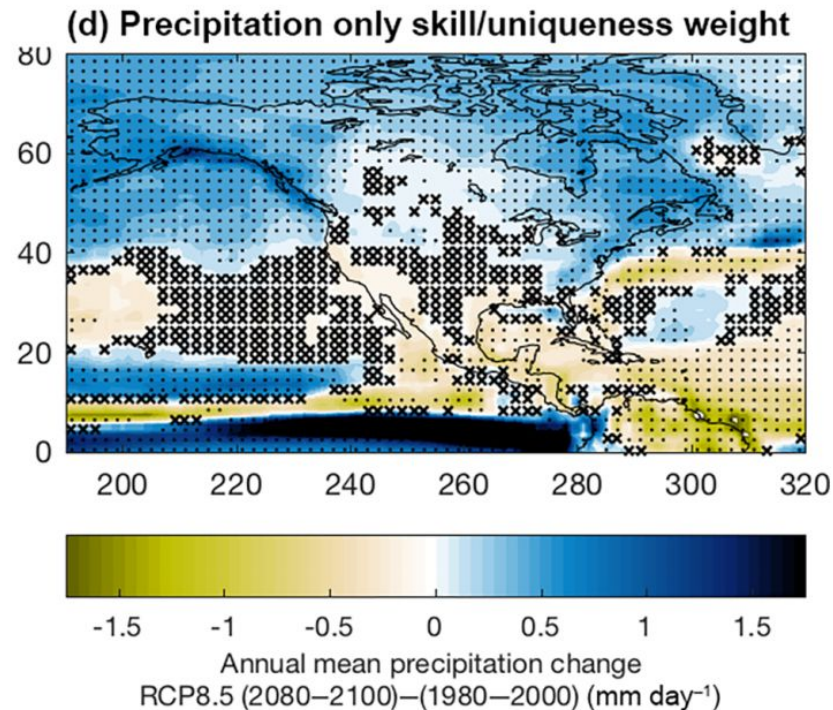 (d) Precipitation only skill/uniqueness weight
80
60
40
20
0
200 220 240 260 280 300 320
-1.5 -1 -0.5 0 0.5 1 1.5
Annual mean precipitation change
RCP8.5 (2080–2100)–(1980–2000) (mm day⁻¹)